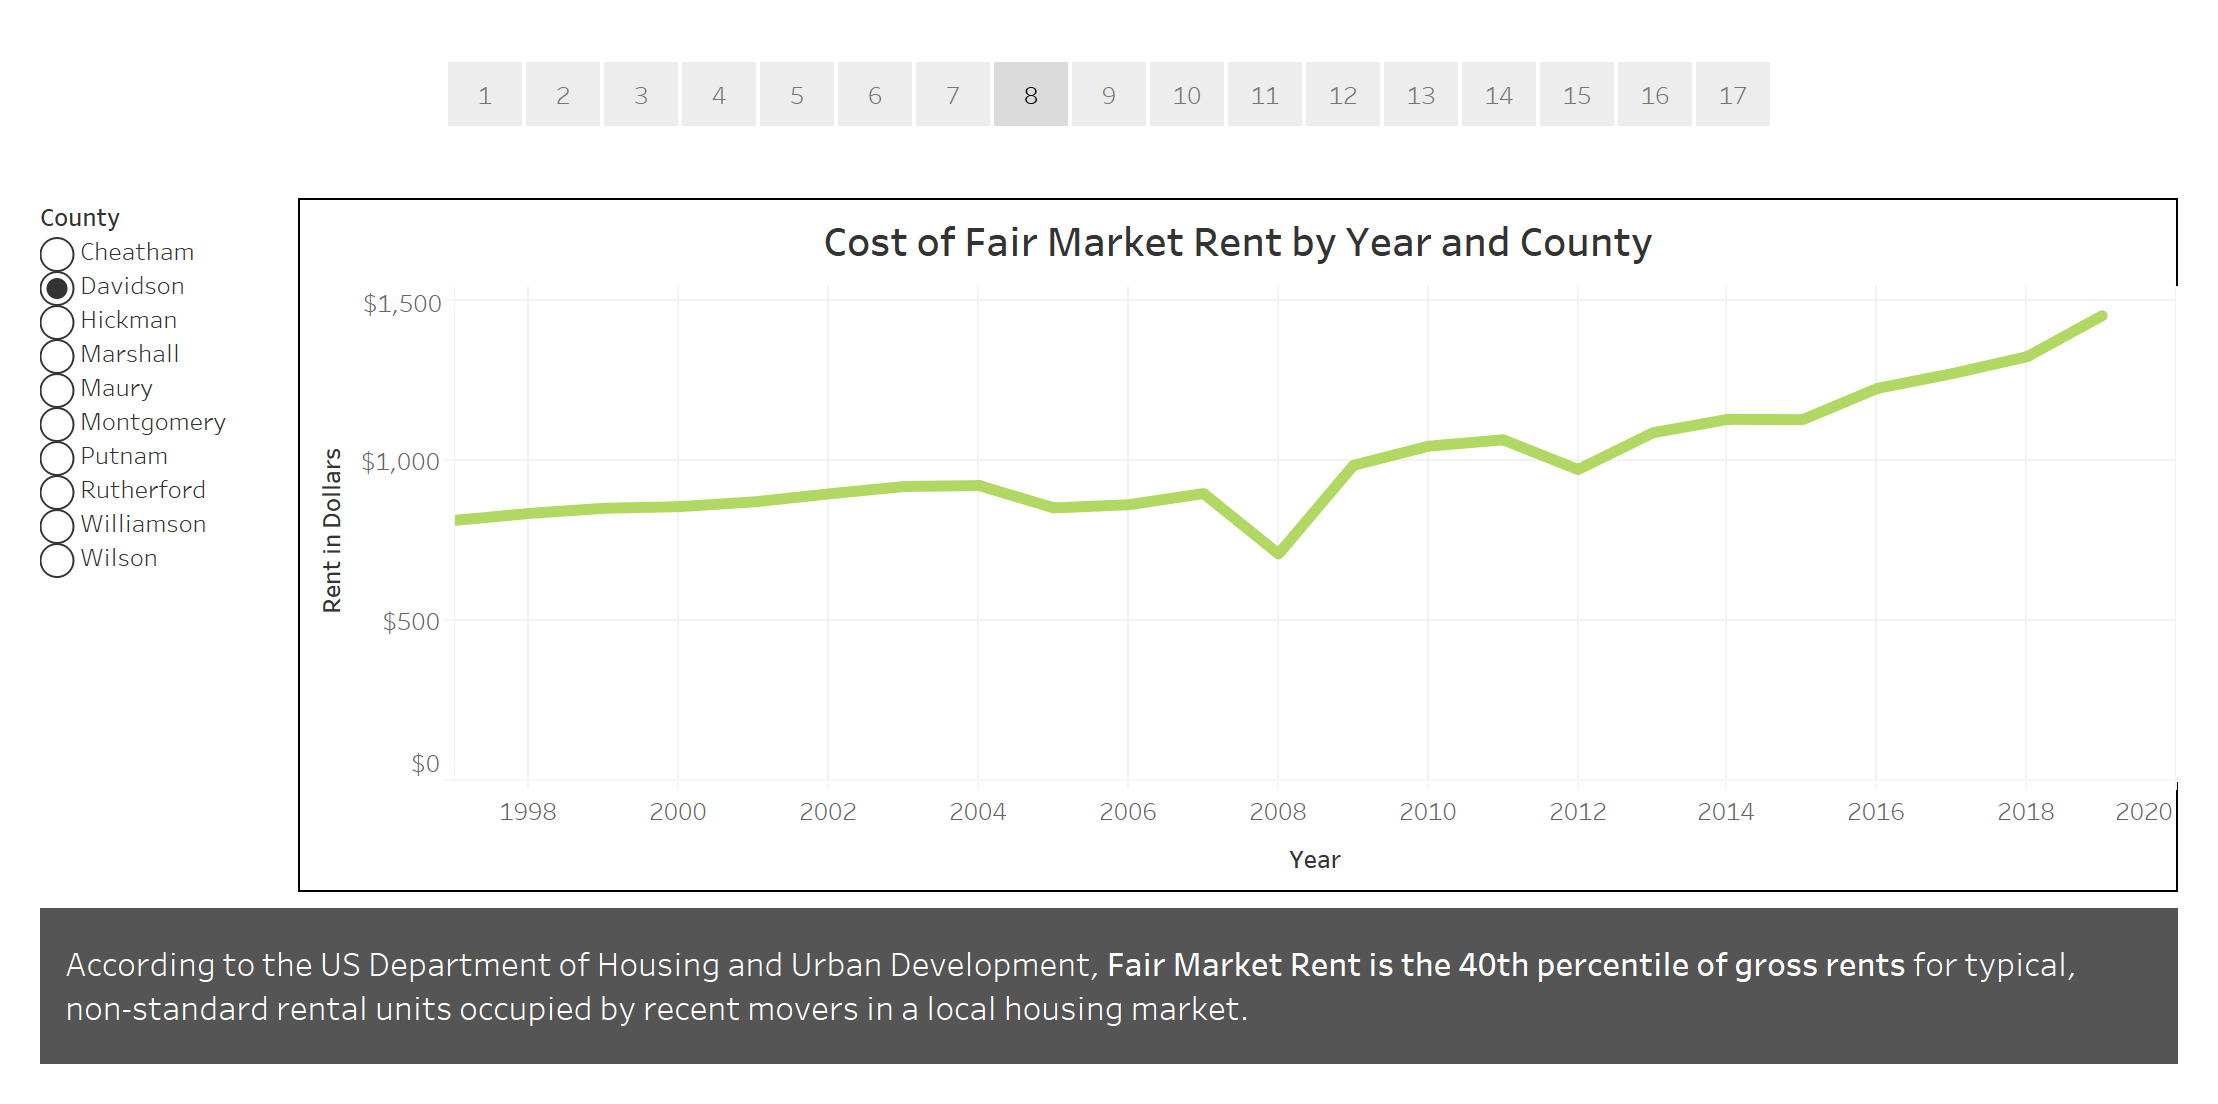 1 2 3 4 5 6 7 8 9 10 11 12 13 14 15 16 17
County
Cheatham
Davidson
Hickman
Marshall
Maury
Montgomery
Putnam
Rutherford
Williamson
Wilson
Cost of Fair Market Rent by Year and County
Rent in Dollars
$1,500
$1,000
$500
$0
1998 2000 2002 2004 2006 2008 2010 2012 2014 2016 2018 2020
Year
According to the US Department of Housing and Urban Development, Fair Market Rent is the 40th percentile of gross rents for typical,
non-standard rental units occupied by recent movers in a local housing market.